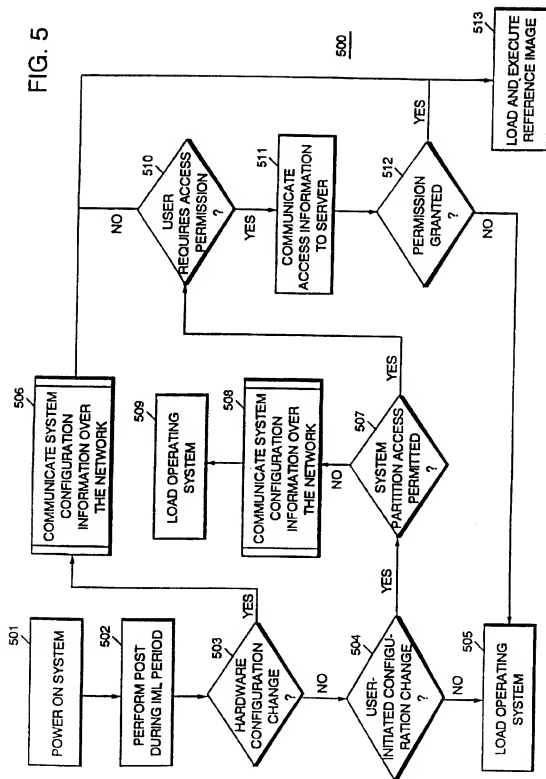 FIG. 5
500
501
POWER ON SYSTEM
502
PERFORM POST
DURING IML PERIOD
503
HARDWARE
CONFIGURATION
CHANGE
?
YES
NO
504
USER-
INITIATED CONFIGU-
RATION CHANGE
?
YES
NO
505
LOAD OPERATING
SYSTEM
506
COMMUNICATE SYSTEM
CONFIGURATION
INFORMATION OVER
THE NETWORK
507
SYSTEM
PARTITION ACCESS
PERMITTED
?
YES
NO
508
COMMUNICATE SYSTEM
CONFIGURATION
INFORMATION OVER
THE NETWORK
509
LOAD OPERATING
SYSTEM
510
USER
REQUIRES ACCESS
PERMISSION
?
NO
YES
511
COMMUNICATE
ACCESS INFORMATION
TO SERVER
512
PERMISSION
GRANTED
?
YES
NO
513
LOAD AND EXECUTE
REFERENCE IMAGE